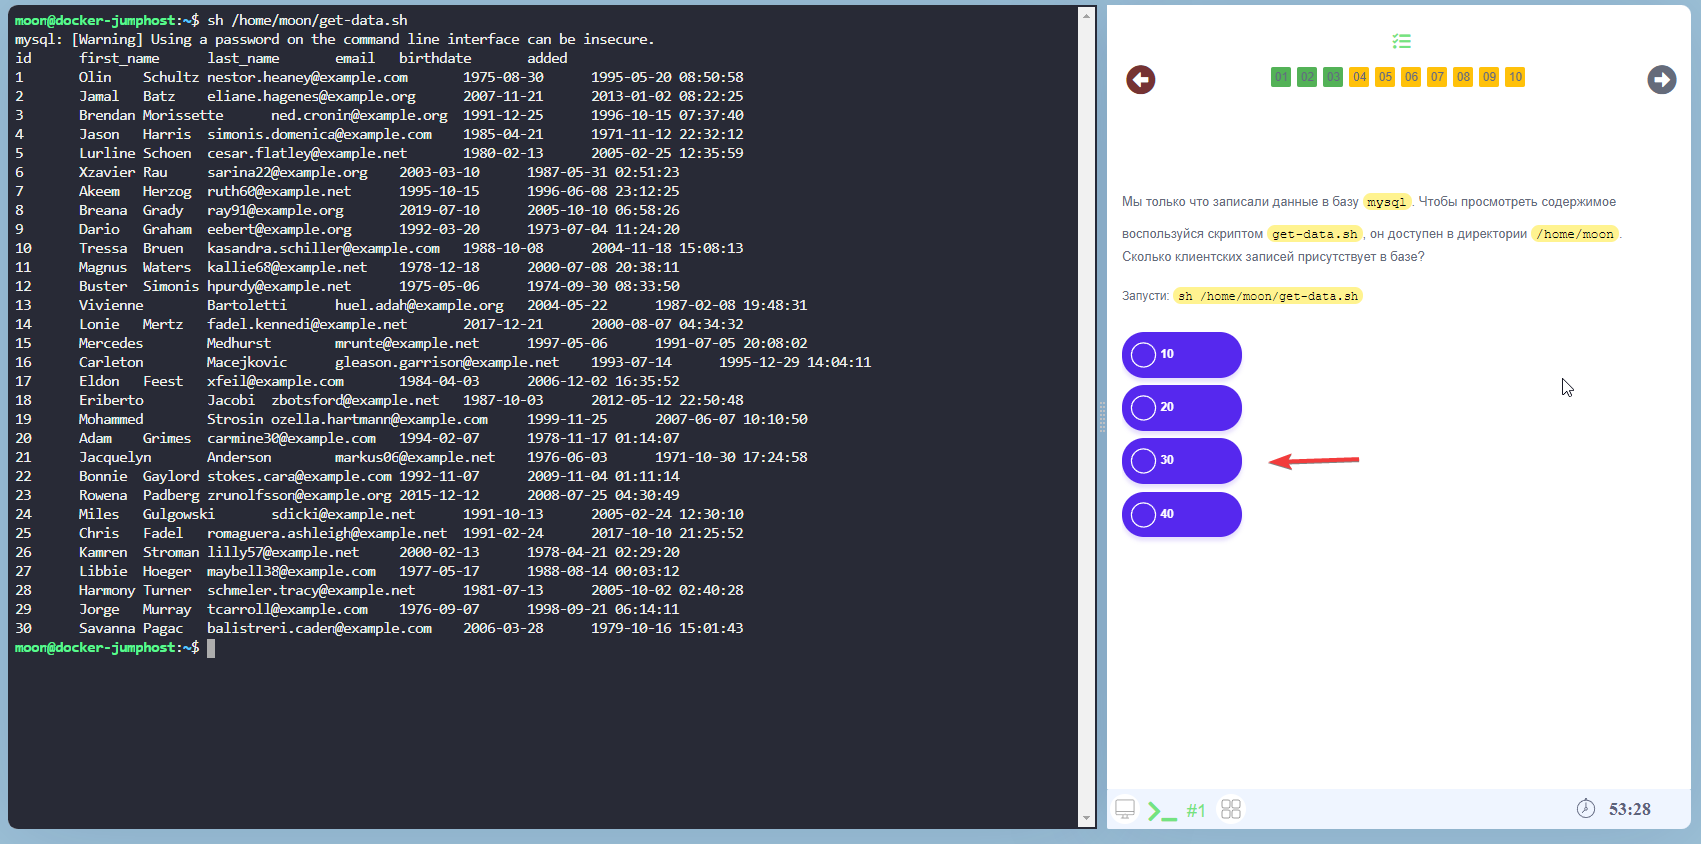 moon@docker-jumphost:~$ sh /home/moon/get-data.sh
mysql: [Warning] Using a password on the command line interface can be insecure.
id first_name last_name email birthdate added
1 Olin Schultz nestor.heaney@example.com 1975-08-30 1995-05-20 08:50:58
2 Jamal Batz eliane.hagenes@example.org 2007-11-21 2013-01-02 08:22:25
3 Brendan Morissette ned.cronin@example.org 1991-12-25 1996-10-15 07:37:40
4 Jason Harris simonis.domenica@example.com 1985-04-21 1971-11-12 22:32:12
5 Lurline Schoen cesar.flatley@example.net 1980-02-13 2005-02-25 12:35:59
6 Xzavier Rau sarina22@example.org 2003-03-10 1987-05-31 02:51:23
7 Akeem Herzog ruth60@example.net 1995-10-15 1996-06-08 23:12:25
8 Breana Grady ray91@example.org 2019-07-10 2005-10-10 06:58:26
9 Dario Graham eebert@example.org 1992-03-20 1973-07-04 11:24:20
10 Tressa Bruen kasandra.schiller@example.com 1988-10-08 2004-11-18 15:08:13
11 Magnus Waters kallie68@example.net 1978-12-18 2000-07-08 20:38:11
12 Buster Simonis hpurdy@example.net 1975-05-06 1974-09-30 08:33:50
13 Vivienne Bartoletti huel.adah@example.org 2004-05-22 1987-02-08 19:48:31
14 Lonie Mertz fadel.kennedi@example.net 2017-12-21 2000-08-07 04:34:32
15 Mercedes Medhurst mrunte@example.net 1997-05-06 1991-07-05 20:08:02
16 Carleton Macejkovic gleason.garrison@example.net 1993-07-14 1995-12-29 14:04:11
17 Eldon Feest xfeil@example.com 1984-04-03 2006-12-02 16:35:52
18 Eriberto Jacobi zbotsford@example.net 1987-10-03 2012-05-12 22:50:48
19 Mohammed Strosin ozella.hartmann@example.com 1999-11-25 2007-06-07 10:10:50
20 Adam Grimes carmine30@example.com 1994-02-07 1978-11-17 01:14:07
21 Jacquelyn Anderson markus06@example.net 1976-06-03 1971-10-30 17:24:58
22 Bonnie Gaylord stokes.cara@example.com 1992-11-07 2009-11-04 01:11:14
23 Rowena Padberg zrunolfsson@example.org 2015-12-12 2008-07-25 04:30:49
24 Miles Gulgowski sdicki@example.net 1991-10-13 2005-02-24 12:30:10
25 Chris Fadel romaguera.ashleigh@example.net 1991-02-24 2017-10-10 21:25:52
26 Kamren Stroman lilly57@example.net 2000-02-13 1978-04-21 02:29:20
27 Libbie Hoeger maybell38@example.com 1977-05-17 1988-08-14 00:03:12
28 Harmony Turner schmeler.tracy@example.net 1981-07-13 2005-10-02 02:40:28
29 Jorge Murray tcarroll@example.com 1976-09-07 1998-09-21 06:14:11
30 Savanna Pagac balistreri.caden@example.com 2006-03-28 1979-10-16 15:01:43
moon@docker-jumphost:~$
01 02 03 04 05 06 07 08 09 10
Мы только что записали данные в базу mysql. Чтобы просмотреть содержимое
воспользуйся скриптом get-data.sh, он доступен в директории /home/moon.
Сколько клиентских записей присутствует в базе?
Запусти: sh /home/moon/get-data.sh
10
20
30
40
#1
53:28